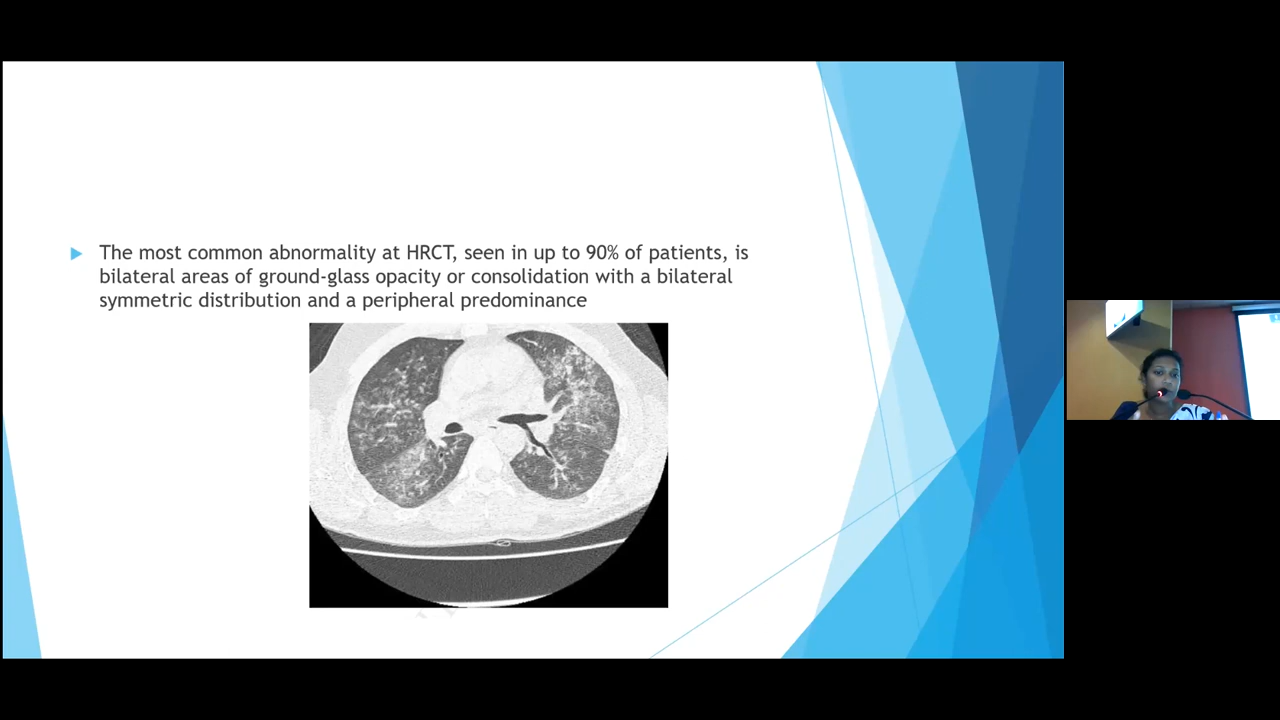 The most common abnormality at HRCT, seen in up to 90% of patients, is
bilateral areas of ground-glass opacity or consolidation with a bilateral
symmetric distribution and a peripheral predominance